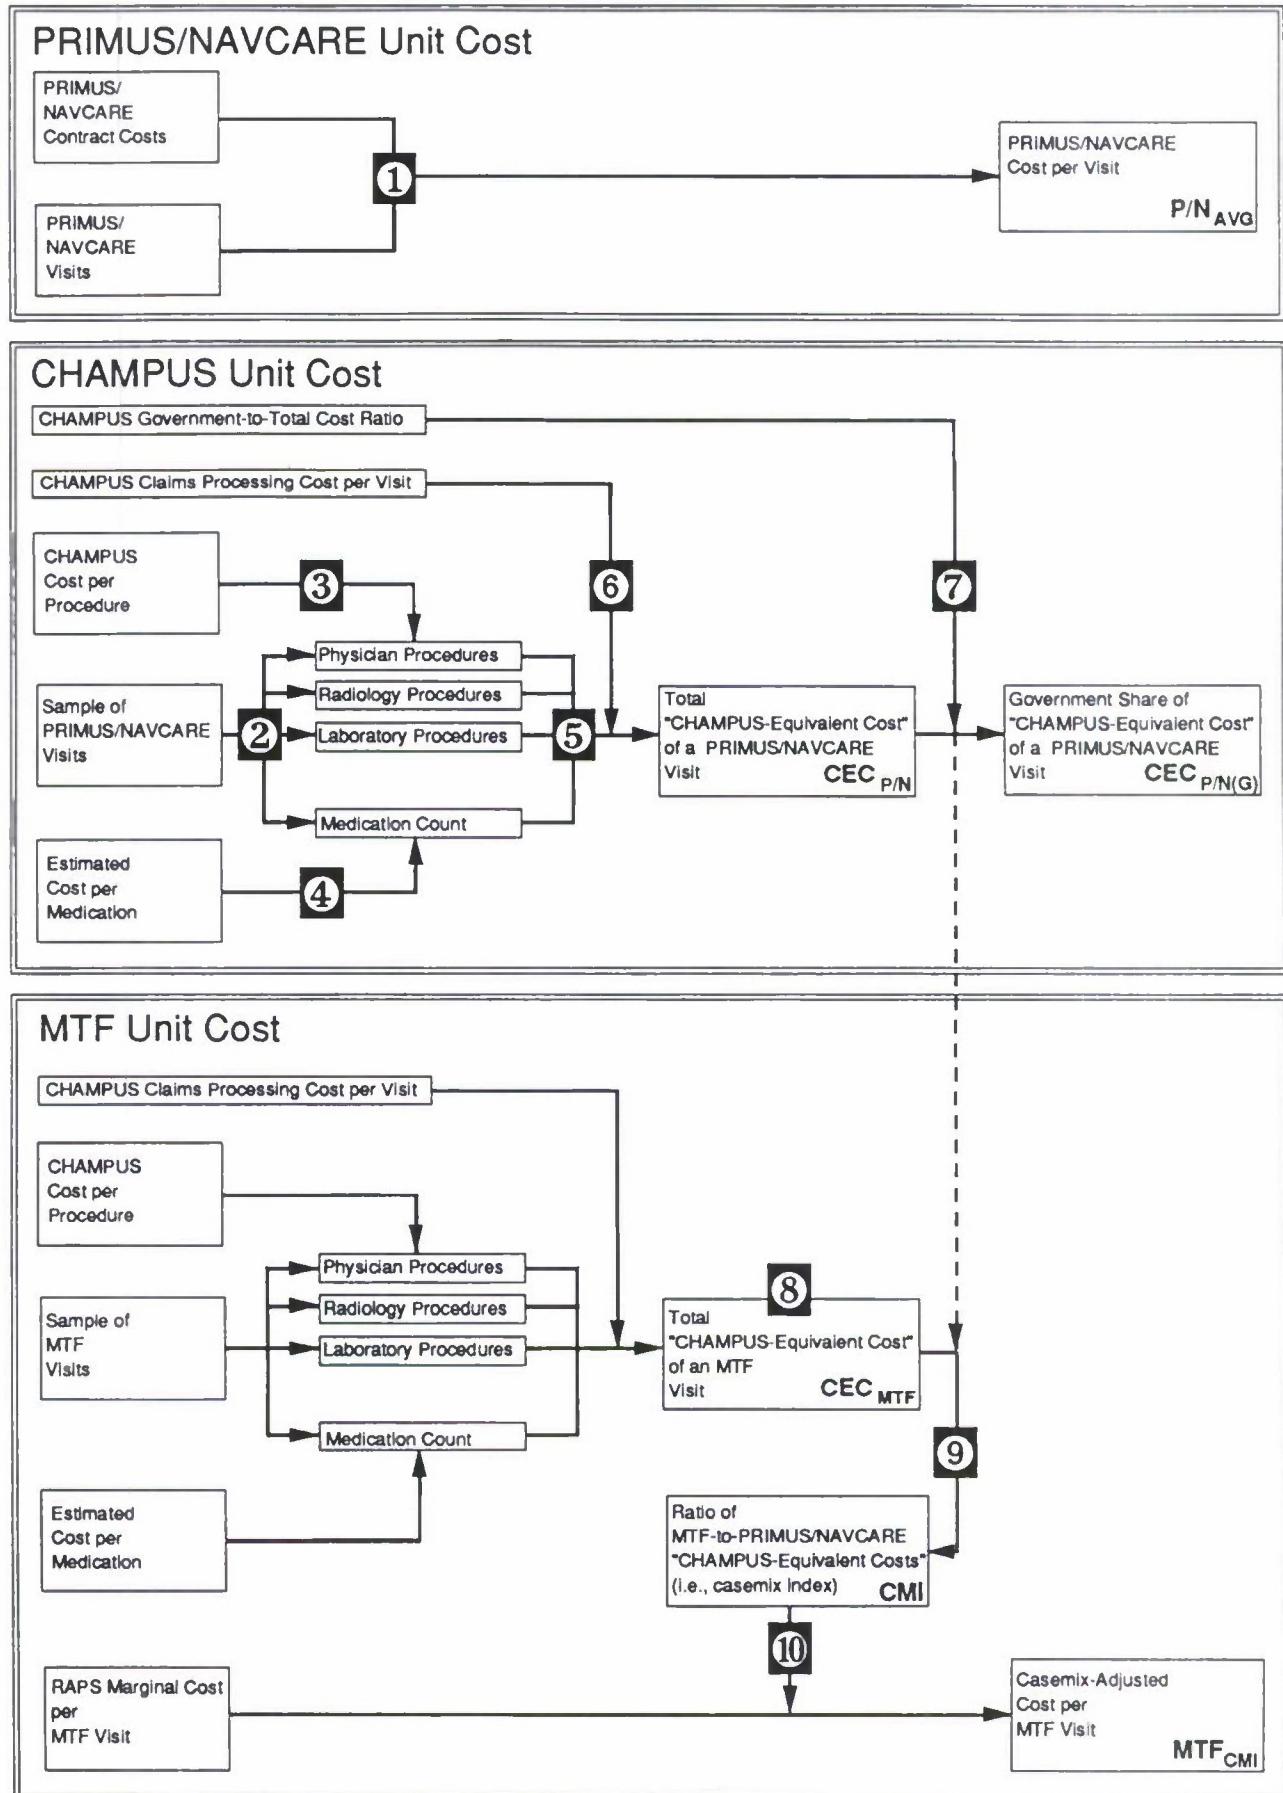 PRIMUS/NAVCARE Unit Cost
PRIMUS/
NAVCARE
Contract Costs
1
PRIMUS/
NAVCARE
Visits
PRIMUS/NAVCARE
Cost per Visit
P/N AVG
CHAMPUS Unit Cost
CHAMPUS Government-to-Total Cost Ratio
CHAMPUS Claims Processing Cost per Visit
CHAMPUS
Cost per
Procedure
3
6
7
Physician Procedures
Radiology Procedures
Laboratory Procedures
Medication Count
Sample of
PRIMUS/NAVCARE
Visits
2
5
Total
"CHAMPUS-Equivalent Cost"
of a PRIMUS/NAVCARE
Visit CEC P/N
Government Share of
"CHAMPUS-Equivalent Cost"
of a PRIMUS/NAVCARE
Visit CEC P/N(G)
Estimated
Cost per
Medication
4
MTF Unit Cost
CHAMPUS Claims Processing Cost per Visit
CHAMPUS
Cost per
Procedure
Physician Procedures
Radiology Procedures
Laboratory Procedures
Medication Count
Sample of
MTF
Visits
8
Total
"CHAMPUS-Equivalent Cost"
of an MTF
Visit CEC MTF
9
Estimated
Cost per
Medication
Ratio of
MTF-to-PRIMUS/NAVCARE
"CHAMPUS-Equivalent Costs"
(i.e., casemix index) CMI
10
RAPS Marginal Cost
per
MTF Visit
Casemix-Adjusted
Cost per
MTF Visit
MTF CMI